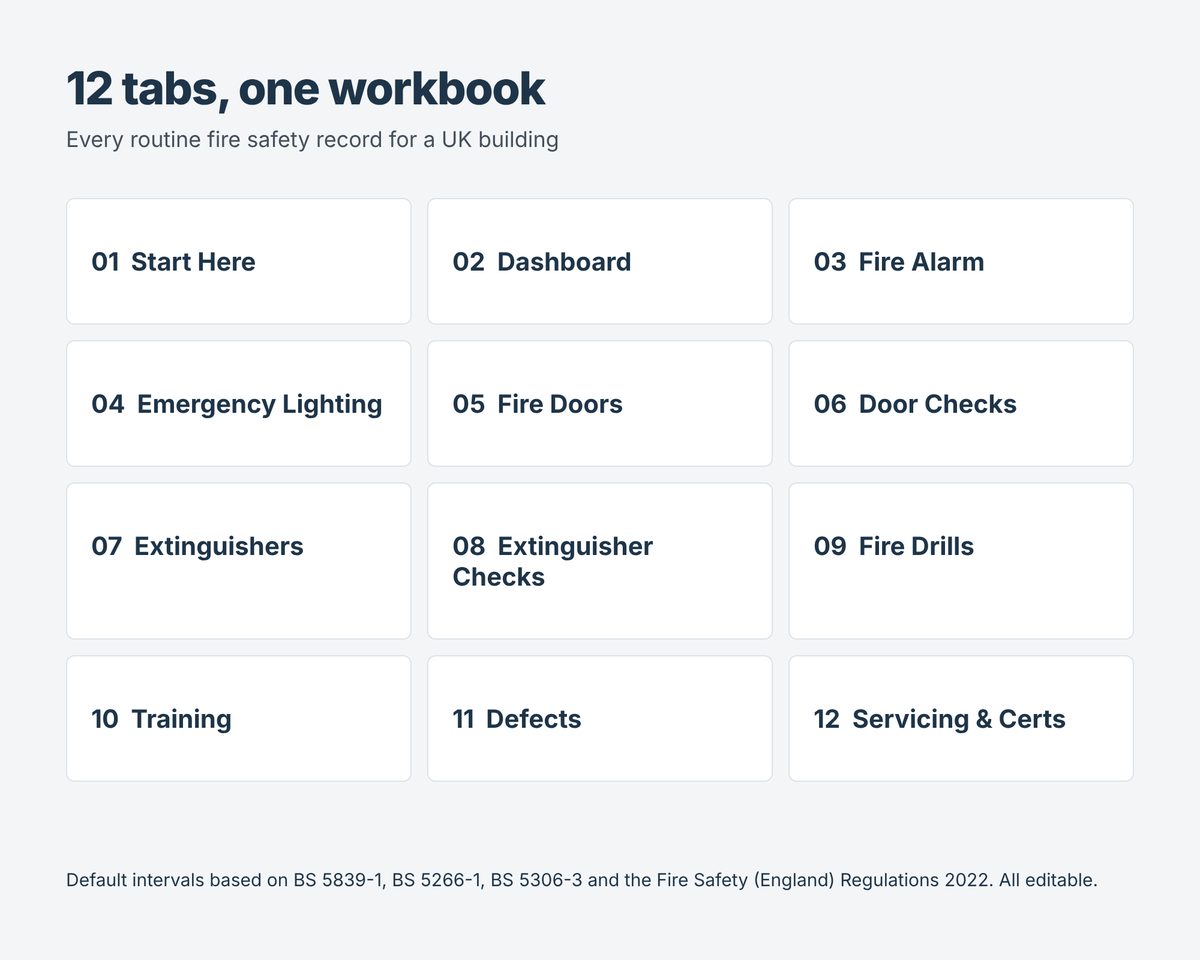 12 tabs, one workbook
Every routine fire safety record for a UK building
01 Start Here
02 Dashboard
03 Fire Alarm
04 Emergency Lighting
05 Fire Doors
06 Door Checks
07 Extinguishers
08 Extinguisher
Checks
09 Fire Drills
10 Training
11 Defects
12 Servicing & Certs
Default intervals based on BS 5839-1, BS 5266-1, BS 5306-3 and the Fire Safety (England) Regulations 2022. All editable.